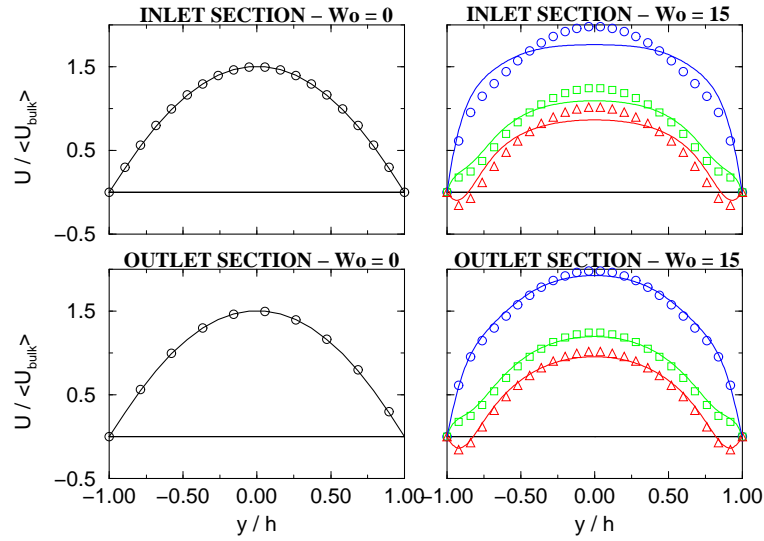 INLET SECTION – Wo = 0
INLET SECTION – Wo = 15
1.5
0.5
−0.5
U / <U_bulk>
OUTLET SECTION – Wo = 0
OUTLET SECTION – Wo = 15
1.5
0.5
−0.5
U / <U_bulk>
−1.00 −0.50 0.00 0.50 1.00
−1.00 −0.50 0.00 0.50 1.00
y / h
y / h